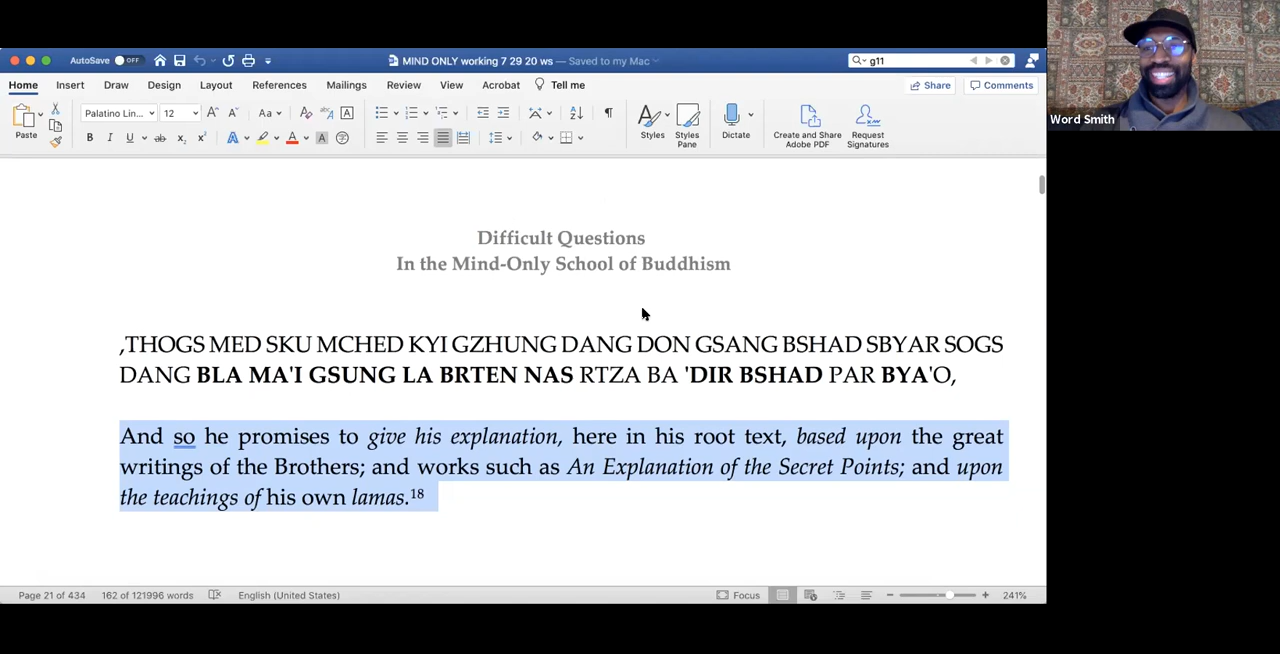 AutoSave OFF
MIND ONLY working 7 29 20 ws — Saved to my Mac
g11
Home Insert Draw Design Layout References Mailings Review View Acrobat Tell me
Share Comments
Palatino Lin... 12
Aa
Paste
B I U ab x₂ x²
A A A
Styles
Styles Pane
Dictate
Create and Share Adobe PDF
Request Signatures
Word Smith
Difficult Questions
In the Mind-Only School of Buddhism
,THOGS MED SKU MCHED KYI GZHUNG DANG DON GSANG BSHAD SBYAR SOGS
DANG BLA MA'I GSUNG LA BRTEN NAS RTZA BA 'DIR BSHAD PAR BYA'O,
And so he promises to give his explanation, here in his root text, based upon the great
writings of the Brothers; and works such as An Explanation of the Secret Points; and upon
the teachings of his own lamas.¹⁸
Page 21 of 434 162 of 121996 words English (United States) Focus 241%